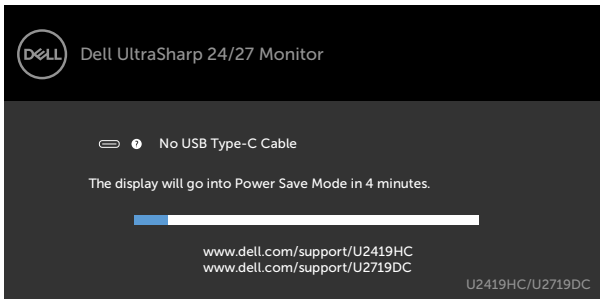 DELL Dell UltraSharp 24/27 Monitor
? No USB Type-C Cable
The display will go into Power Save Mode in 4 minutes.
www.dell.com/support/U2419HC
www.dell.com/support/U2719DC
U2419HC/U2719DC